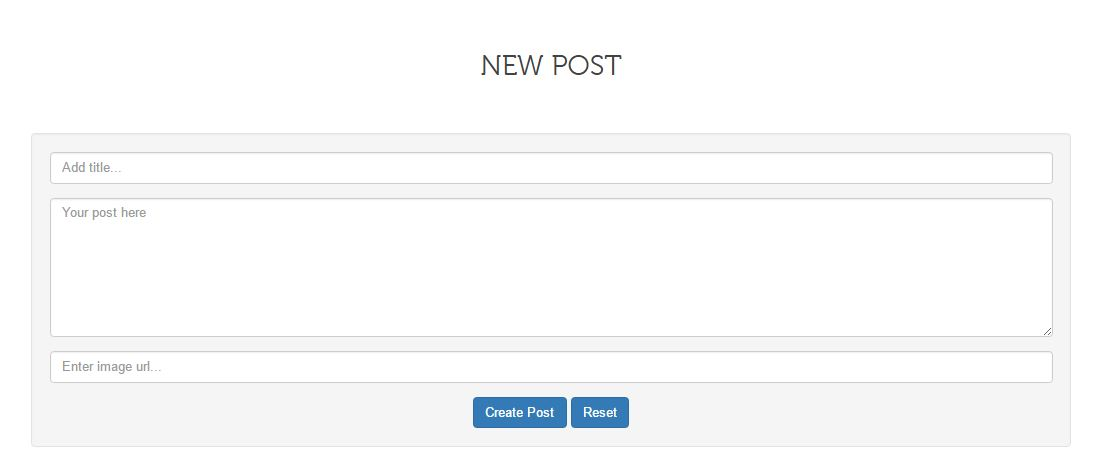 NEW POST
Add title...
Your post here
Enter image url...
Create Post Reset